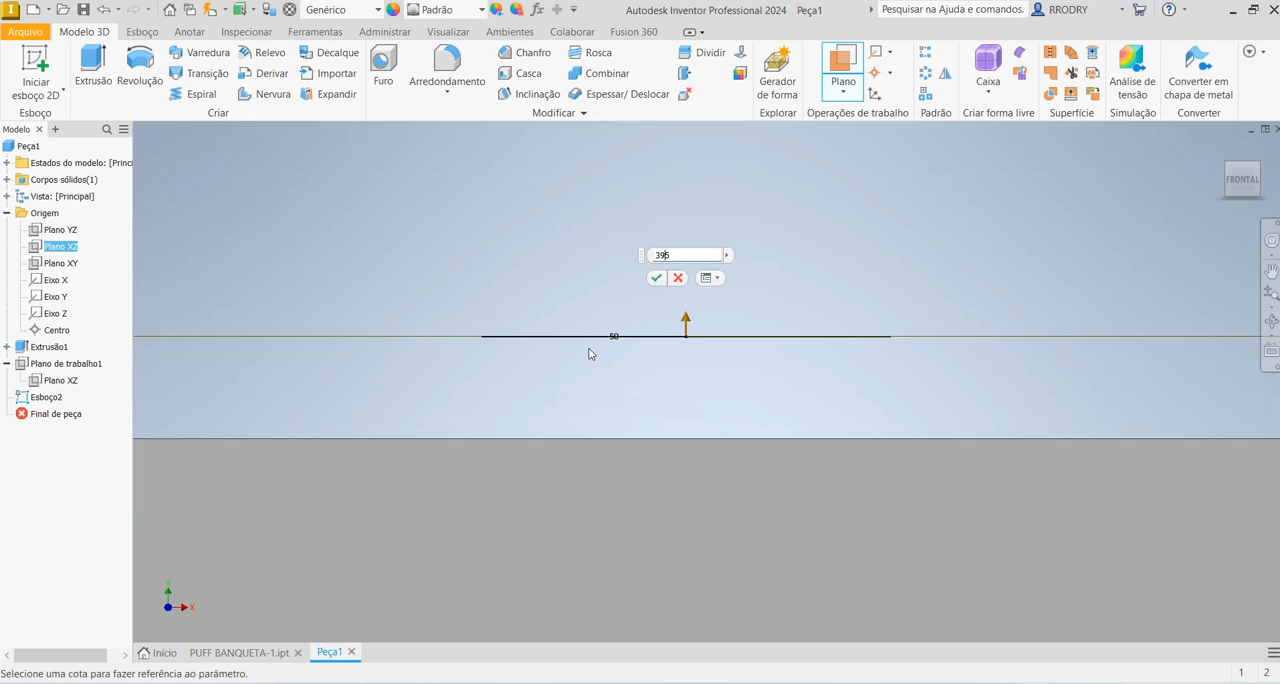 Genérico
Padrão
Autodesk Inventor Professional 2024 Peça1
Pesquisar na Ajuda e comandos.
RRODRY
Arquivo Modelo 3D Esboço Anotar Inspecionar Ferramentas Administrar Visualizar Ambientes Colaborar Fusion 360
Iniciar
esboço 2D
Esboço
Extrusão
Revolução
Varredura
Transição
Espiral
Relevo
Derivar
Nervura
Decalque
Importar
Expandir
Criar
Furo
Arredondamento
Chanfro
Casca
Inclinação
Rosca
Combinar
Espessar/ Deslocar
Dividir
Modificar
Gerador
de forma
Explorar
Plano
Operações de trabalho
Padrão
Caixa
Criar forma livre
Superfície
Análise de
tensão
Simulação
Converter em
chapa de metal
Converter
Modelo
Peça1
Estados do modelo: [Princi
Corpos sólidos(1)
Vista: [Principal]
Origem
Plano YZ
Plano XZ
Plano XY
Eixo X
Eixo Y
Eixo Z
Centro
Extrusão1
Plano de trabalho1
Plano XZ
Esboço2
Final de peça
FRONTAL
395
50
Y
X
Início PUFF BANQUETA-1.ipt Peça1
Selecione uma cota para fazer referência ao parâmetro.
1 2